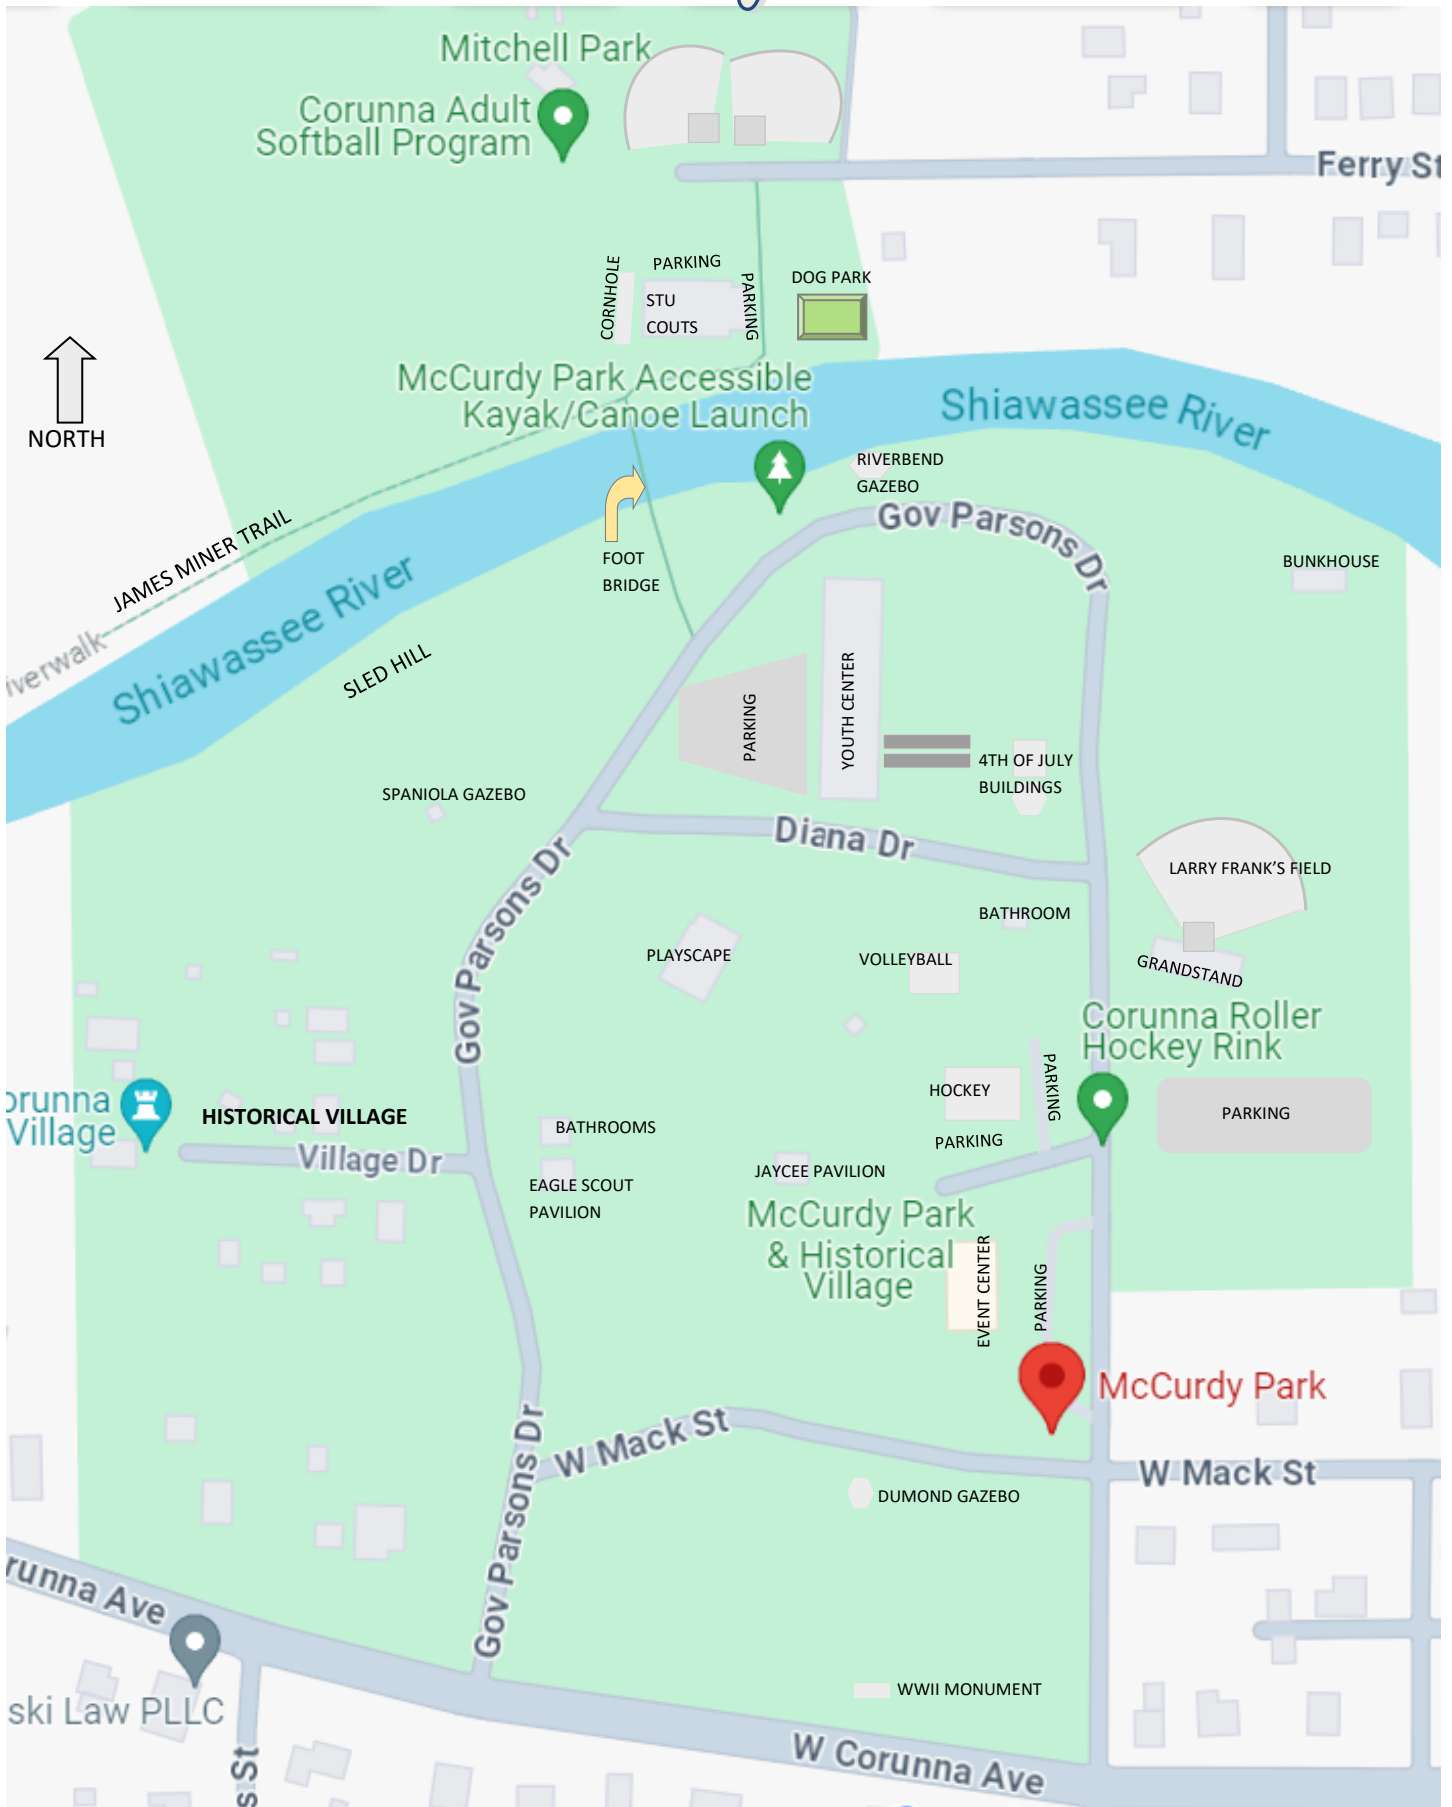 Mitchell Park
Corunna Adult
Softball Program
Ferry St
CORNHOLE
PARKING
STU
COUTS
PARKING
DOG PARK
McCurdy Park Accessible
Kayak/Canoe Launch
Shiawassee River
NORTH
RIVERBEND
GAZEBO
Gov Parsons Dr
JAMES MINER TRAIL
FOOT
BRIDGE
BUNKHOUSE
iverwalk
Shiawassee River
SLED HILL
PARKING
YOUTH CENTER
4TH OF JULY
BUILDINGS
SPANIOLA GAZEBO
Diana Dr
Gov Parsons Dr
LARRY FRANK'S FIELD
BATHROOM
PLAYSCAPE
VOLLEYBALL
GRANDSTAND
Corunna Roller
Hockey Rink
HOCKEY
PARKING
PARKING
PARKING
orunna
Village
HISTORICAL VILLAGE
Village Dr
BATHROOMS
EAGLE SCOUT
PAVILION
JAYCEE PAVILION
McCurdy Park
& Historical
Village
EVENT CENTER
PARKING
McCurdy Park
Gov Parsons Dr
W Mack St
W Mack St
DUMOND GAZEBO
runna Ave
ski Law PLLC
s St
WWII MONUMENT
W Corunna Ave